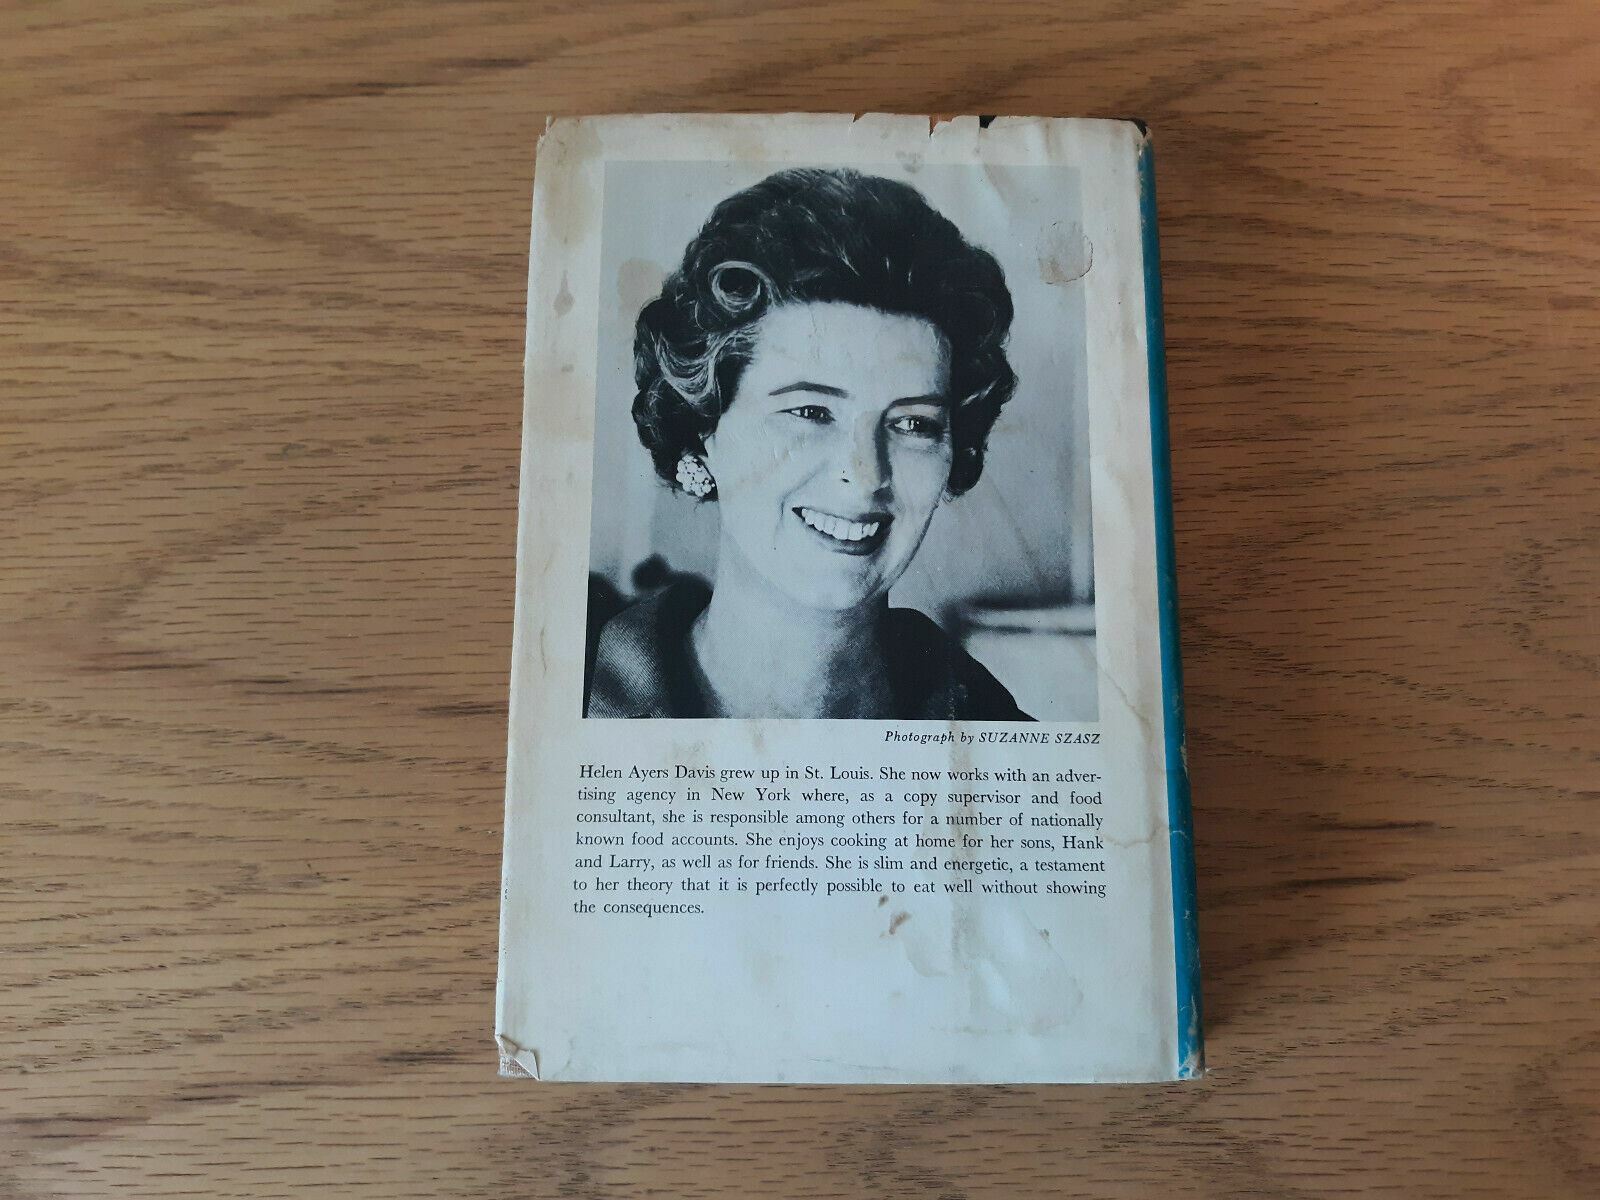 Photograph by SUZANNE SZASZ
Helen Ayers Davis grew up in St. Louis. She now works with an adver-
tising agency in New York where, as a copy supervisor and food
consultant, she is responsible among others for a number of nationally
known food accounts. She enjoys cooking at home for her sons, Hank
and Larry, as well as for friends. She is slim and energetic, a testament
to her theory that it is perfectly possible to eat well without showing
the consequences.